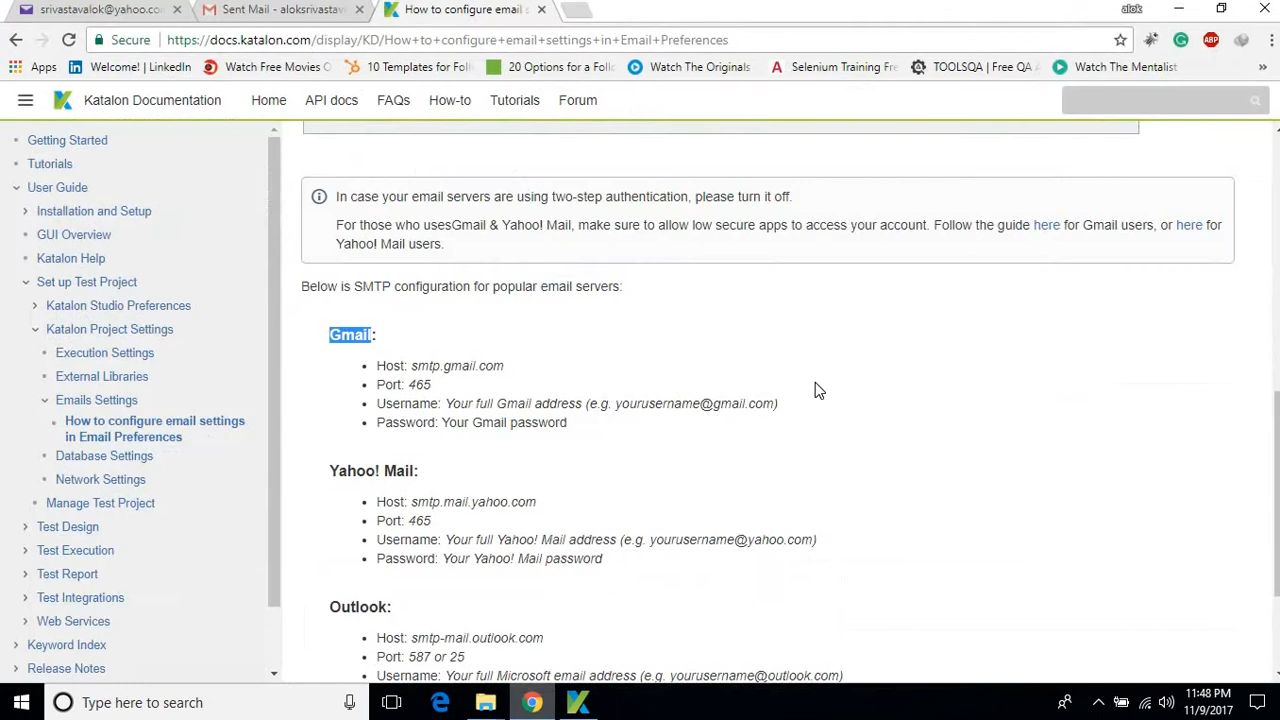 srivastavalok@yahoo.co
Sent Mail - aloksrivastav
How to configure email s
alok
Secure
https://docs.katalon.com/display/KD/How+to+configure+email+settings+in+Email+Preferences
ABP
Apps
Welcome! | LinkedIn
Watch Free Movies O
10 Templates for Foll
20 Options for a Foll
Watch The Originals
Selenium Training Fre
TOOLSQA | Free QA A
Watch The Mentalist
Katalon Documentation
Home
API docs
FAQs
How-to
Tutorials
Forum
Getting Started
Tutorials
User Guide
Installation and Setup
GUI Overview
Katalon Help
Set up Test Project
Katalon Studio Preferences
Katalon Project Settings
Execution Settings
External Libraries
Emails Settings
How to configure email settings
in Email Preferences
Database Settings
Network Settings
Manage Test Project
Test Design
Test Execution
Test Report
Test Integrations
Web Services
Keyword Index
Release Notes
In case your email servers are using two-step authentication, please turn it off.
For those who usesGmail & Yahoo! Mail, make sure to allow low secure apps to access your account. Follow the guide here for Gmail users, or here for
Yahoo! Mail users.
Below is SMTP configuration for popular email servers:
Gmail:
• Host: smtp.gmail.com
• Port: 465
• Username: Your full Gmail address (e.g. yourusername@gmail.com)
• Password: Your Gmail password
Yahoo! Mail:
• Host: smtp.mail.yahoo.com
• Port: 465
• Username: Your full Yahoo! Mail address (e.g. yourusername@yahoo.com)
• Password: Your Yahoo! Mail password
Outlook:
• Host: smtp-mail.outlook.com
• Port: 587 or 25
• Username: Your full Microsoft email address (e.g. yourusername@outlook.com)
Type here to search
11:48 PM
11/9/2017